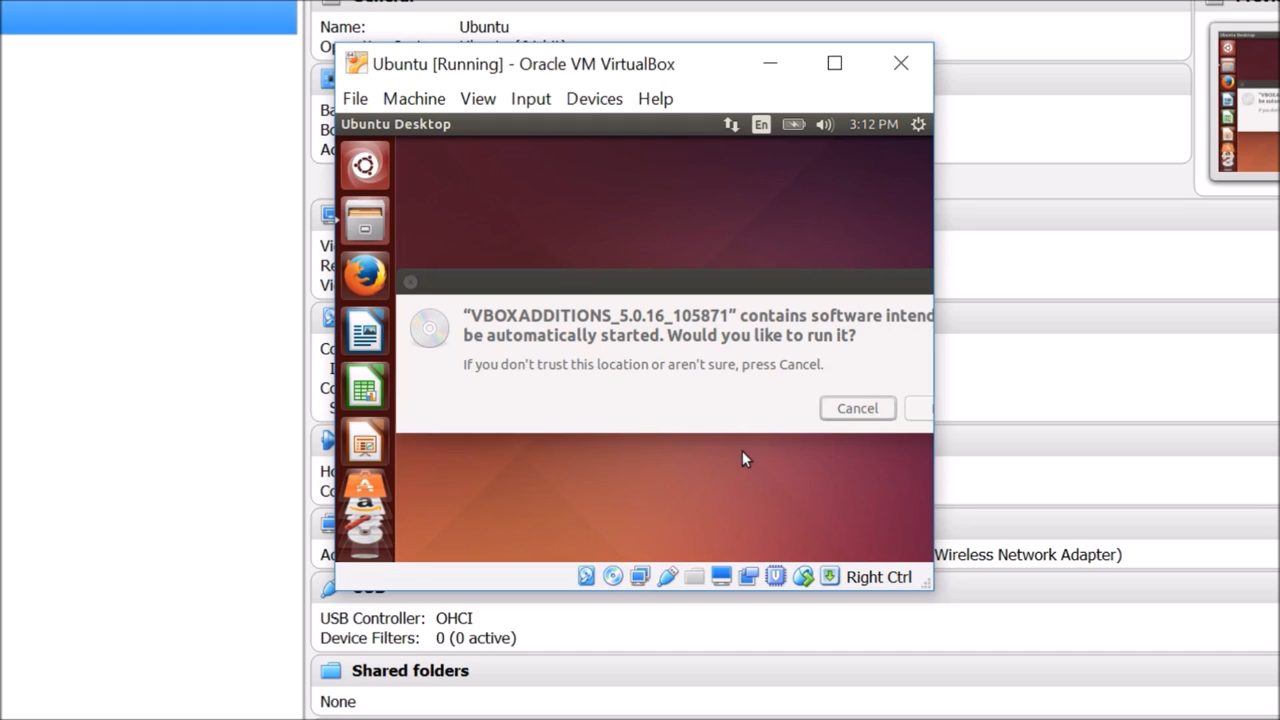 Name: Ubuntu
Ubuntu [Running] - Oracle VM VirtualBox
File Machine View Input Devices Help
Ubuntu Desktop En 3:12 PM
“VBOXADDITIONS_5.0.16_105871” contains software intend
be automatically started. Would you like to run it?
If you don't trust this location or aren't sure, press Cancel.
Cancel
Right Ctrl
Wireless Network Adapter)
USB Controller: OHCI
Device Filters: 0 (0 active)
Shared folders
None